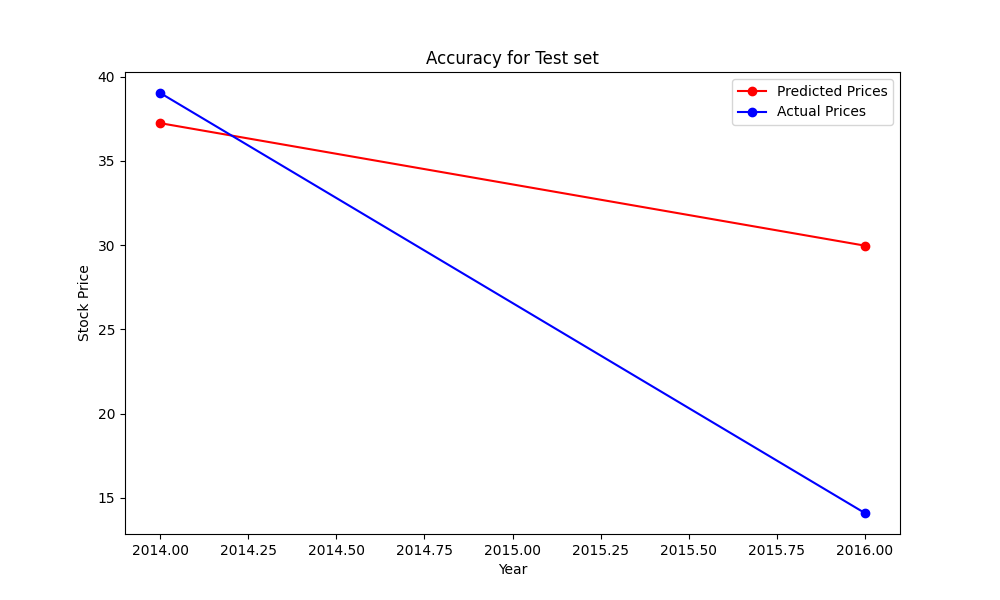 Accuracy for Test set
Predicted Prices
Actual Prices
Stock Price
40
35
30
25
20
15
2014.00 2014.25 2014.50 2014.75 2015.00 2015.25 2015.50 2015.75 2016.00
Year